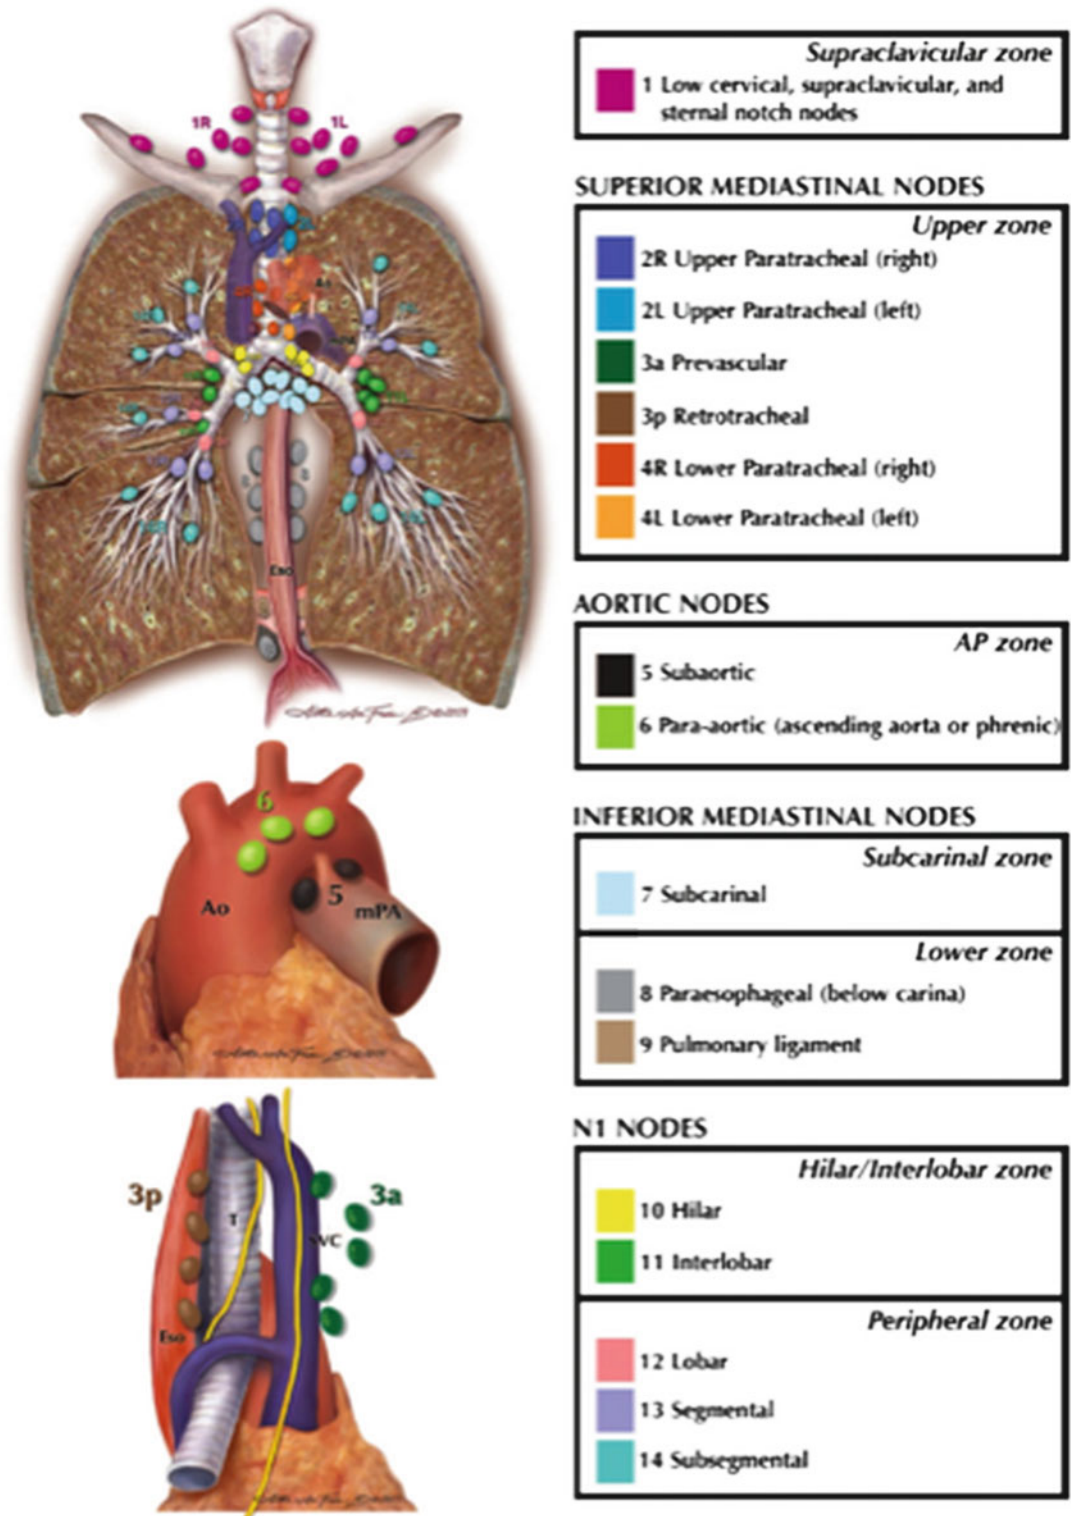 1R
1L
Eso
6
5
Ao
mPA
3p
3a
T
Eso
Supraclavicular zone
1 Low cervical, supraclavicular, and
sternal notch nodes
SUPERIOR MEDIASTINAL NODES
Upper zone
2R Upper Paratracheal (right)
2L Upper Paratracheal (left)
3a Prevascular
3p Retrotracheal
4R Lower Paratracheal (right)
4L Lower Paratracheal (left)
AORTIC NODES
AP zone
5 Subaortic
6 Para-aortic (ascending aorta or phrenic)
INFERIOR MEDIASTINAL NODES
Subcarinal zone
7 Subcarinal
Lower zone
8 Paraesophageal (below carina)
9 Pulmonary ligament
N1 NODES
Hilar/Interlobar zone
10 Hilar
11 Interlobar
Peripheral zone
12 Lobar
13 Segmental
14 Subsegmental